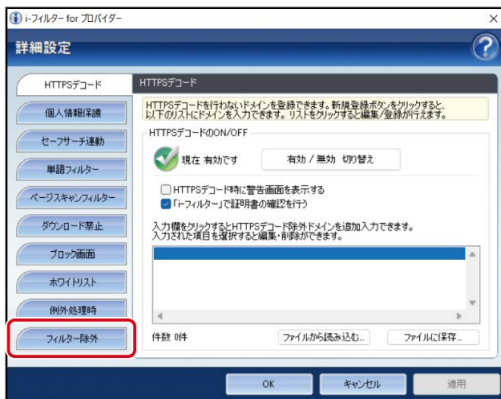 i-フィルター for プロバイダー
詳細設定
HTTPSデコード
個人情報保護
セーフサーチ連動
単語フィルター
ページスキャンフィルター
ダウンロード禁止
ブロック画面
ホワイトリスト
例外処理時
フィルター除外
HTTPSデコード
HTTPSデコードを行わないドメインを登録できます。新規登録ボタンをクリックすると、
以下のリストにドメインを入力できます。リストをクリックすると編集/登録が行えます。
HTTPSデコードのON/OFF
現在 有効です
有効 / 無効 切り替え
HTTPSデコード時に警告画面を表示する
「i-フィルター」で証明書の確認を行う
入力欄をクリックするとHTTPSデコード除外ドメインを追加入力できます。
入力された項目を選択すると編集・削除ができます。
件数 0件
ファイルから読み込む...
ファイルに保存...
OK
キャンセル
適用